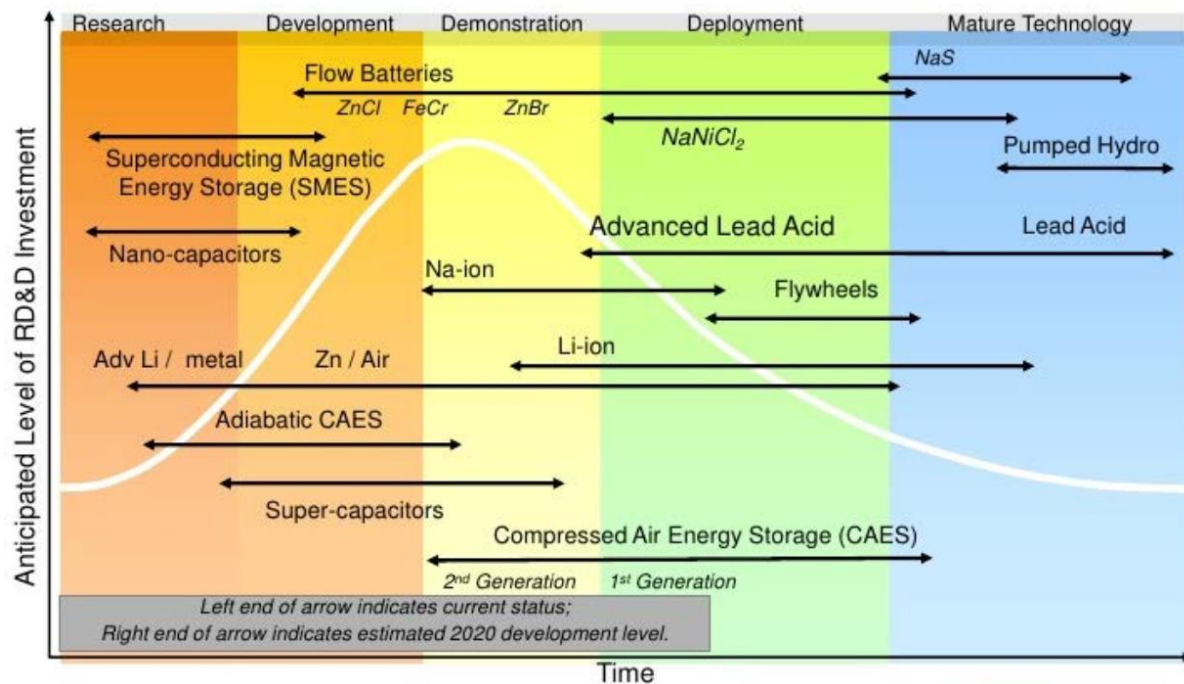 Research Development Demonstration Deployment Mature Technology
NaS
Flow Batteries
ZnCl FeCr ZnBr
NaNiCl₂
Pumped Hydro
Superconducting Magnetic
Energy Storage (SMES)
Advanced Lead Acid Lead Acid
Nano-capacitors
Na-ion
Flywheels
Li-ion
Adv Li / metal Zn / Air
Adiabatic CAES
Super-capacitors
Compressed Air Energy Storage (CAES)
2nd Generation 1st Generation
Left end of arrow indicates current status;
Right end of arrow indicates estimated 2020 development level.
Time
Anticipated Level of RD&D Investment